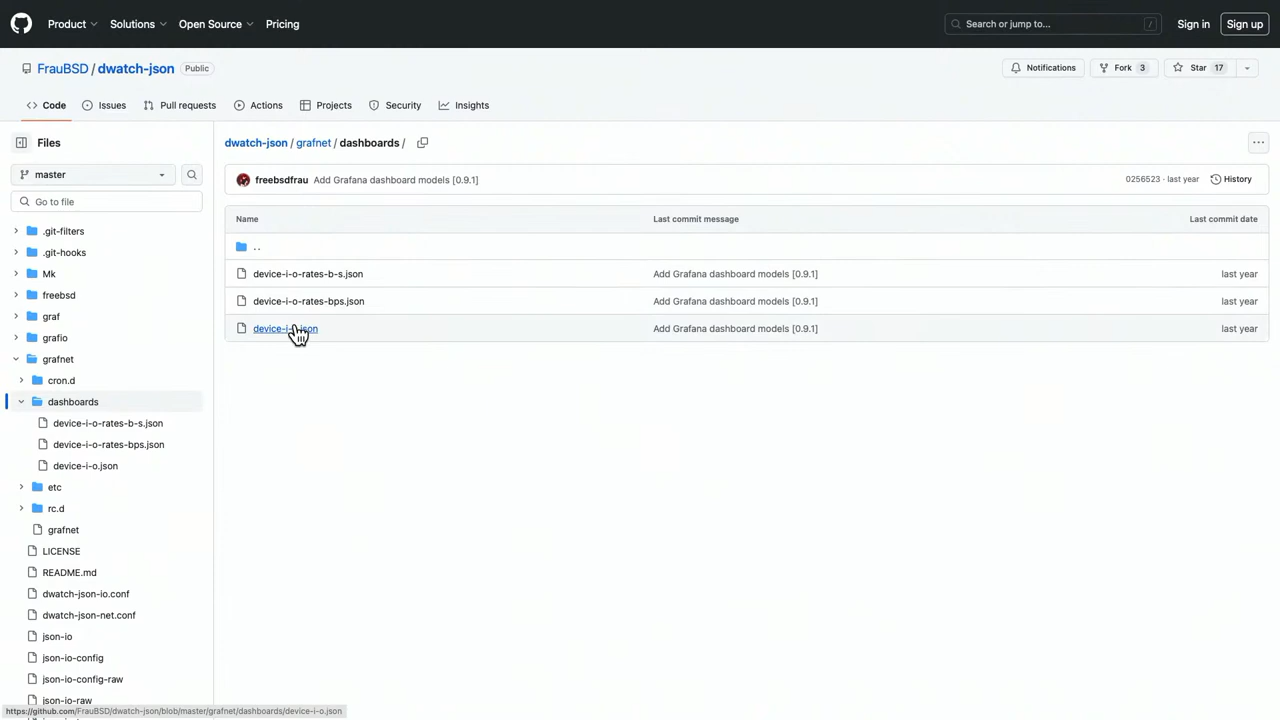 Product Solutions Open Source Pricing Search or jump to... / Sign in Sign up
FrauBSD / dwatch-json Public Notifications Fork 3 Star 17
Code Issues Pull requests Actions Projects Security Insights
Files
master
Go to file
.git-filters
.git-hooks
Mk
freebsd
graf
grafio
grafnet
cron.d
dashboards
device-i-o-rates-b-s.json
device-i-o-rates-bps.json
device-i-o.json
etc
rc.d
grafnet
LICENSE
README.md
dwatch-json-io.conf
dwatch-json-net.conf
json-io
json-io-config
json-io-config-raw
json-io-raw
dwatch-json / grafnet / dashboards /
freebsdfrau Add Grafana dashboard models [0.9.1] 0256523 · last year History
Name Last commit message Last commit date
..
device-i-o-rates-b-s.json Add Grafana dashboard models [0.9.1] last year
device-i-o-rates-bps.json Add Grafana dashboard models [0.9.1] last year
device-i-o.json Add Grafana dashboard models [0.9.1] last year
https://github.com/FrauBSD/dwatch-json/blob/master/grafnet/dashboards/device-i-o.json